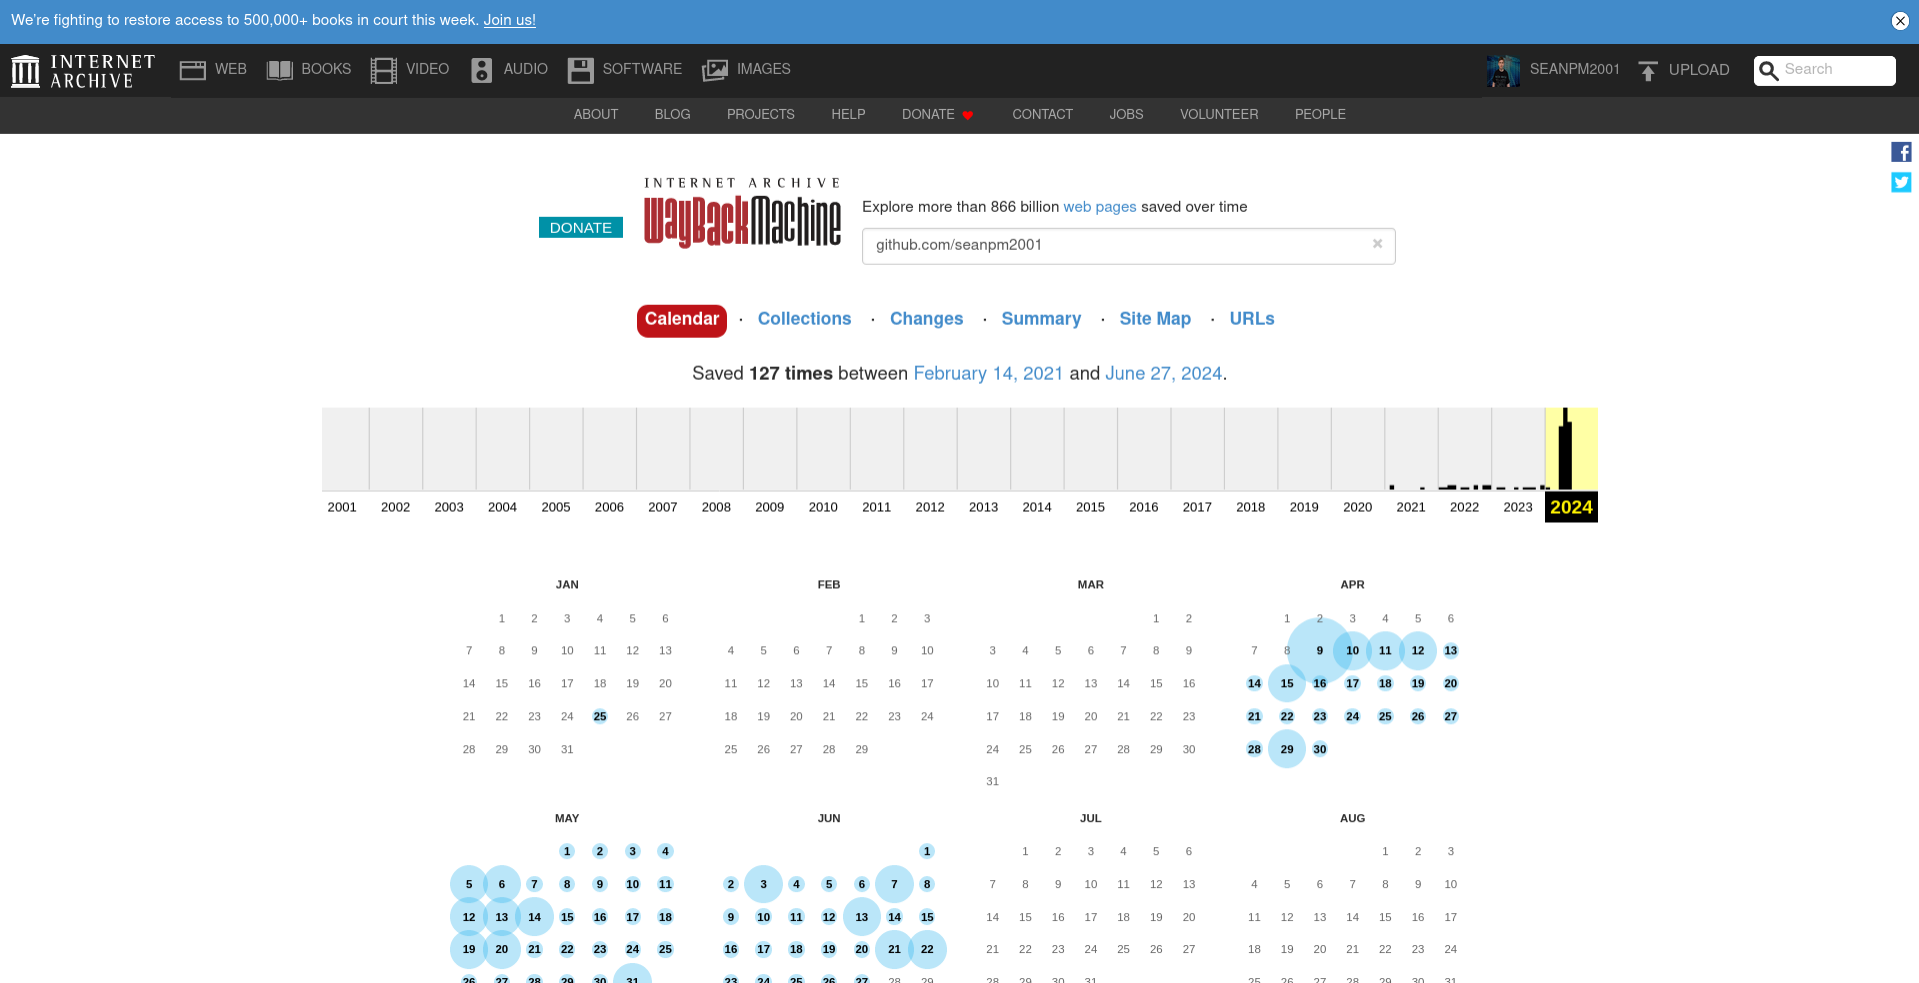 We're fighting to restore access to 500,000+ books in court this week. Join us!
INTERNET ARCHIVE WEB BOOKS VIDEO AUDIO SOFTWARE IMAGES SEANPM2001 UPLOAD Search
ABOUT BLOG PROJECTS HELP DONATE CONTACT JOBS VOLUNTEER PEOPLE
DONATE
INTERNET ARCHIVE
WayBackMachine
Explore more than 866 billion web pages saved over time
github.com/seanpm2001 ×
Calendar · Collections · Changes · Summary · Site Map · URLs
Saved 127 times between February 14, 2021 and June 27, 2024.
2001 2002 2003 2004 2005 2006 2007 2008 2009 2010 2011 2012 2013 2014 2015 2016 2017 2018 2019 2020 2021 2022 2023 2024
JAN
1 2 3 4 5 6
7 8 9 10 11 12 13
14 15 16 17 18 19 20
21 22 23 24 25 26 27
28 29 30 31
FEB
1 2 3
4 5 6 7 8 9 10
11 12 13 14 15 16 17
18 19 20 21 22 23 24
25 26 27 28 29
MAR
1 2
3 4 5 6 7 8 9
10 11 12 13 14 15 16
17 18 19 20 21 22 23
24 25 26 27 28 29 30
31
APR
1 2 3 4 5 6
7 8 9 10 11 12 13
14 15 16 17 18 19 20
21 22 23 24 25 26 27
28 29 30
MAY
1 2 3 4
5 6 7 8 9 10 11
12 13 14 15 16 17 18
19 20 21 22 23 24 25
26 27 28 29 30 31
JUN
1
2 3 4 5 6 7 8
9 10 11 12 13 14 15
16 17 18 19 20 21 22
23 24 25 26 27 28 29
JUL
1 2 3 4 5 6
7 8 9 10 11 12 13
14 15 16 17 18 19 20
21 22 23 24 25 26 27
28 29 30 31
AUG
1 2 3
4 5 6 7 8 9 10
11 12 13 14 15 16 17
18 19 20 21 22 23 24
25 26 27 28 29 30 31